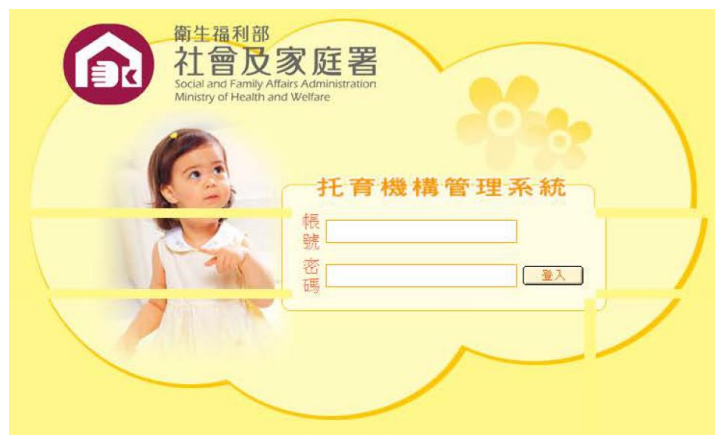 衛生福利部
社會及家庭署
Social and Family Affairs Administration
Ministry of Health and Welfare
托育機構管理系統
帳號
密碼
登入